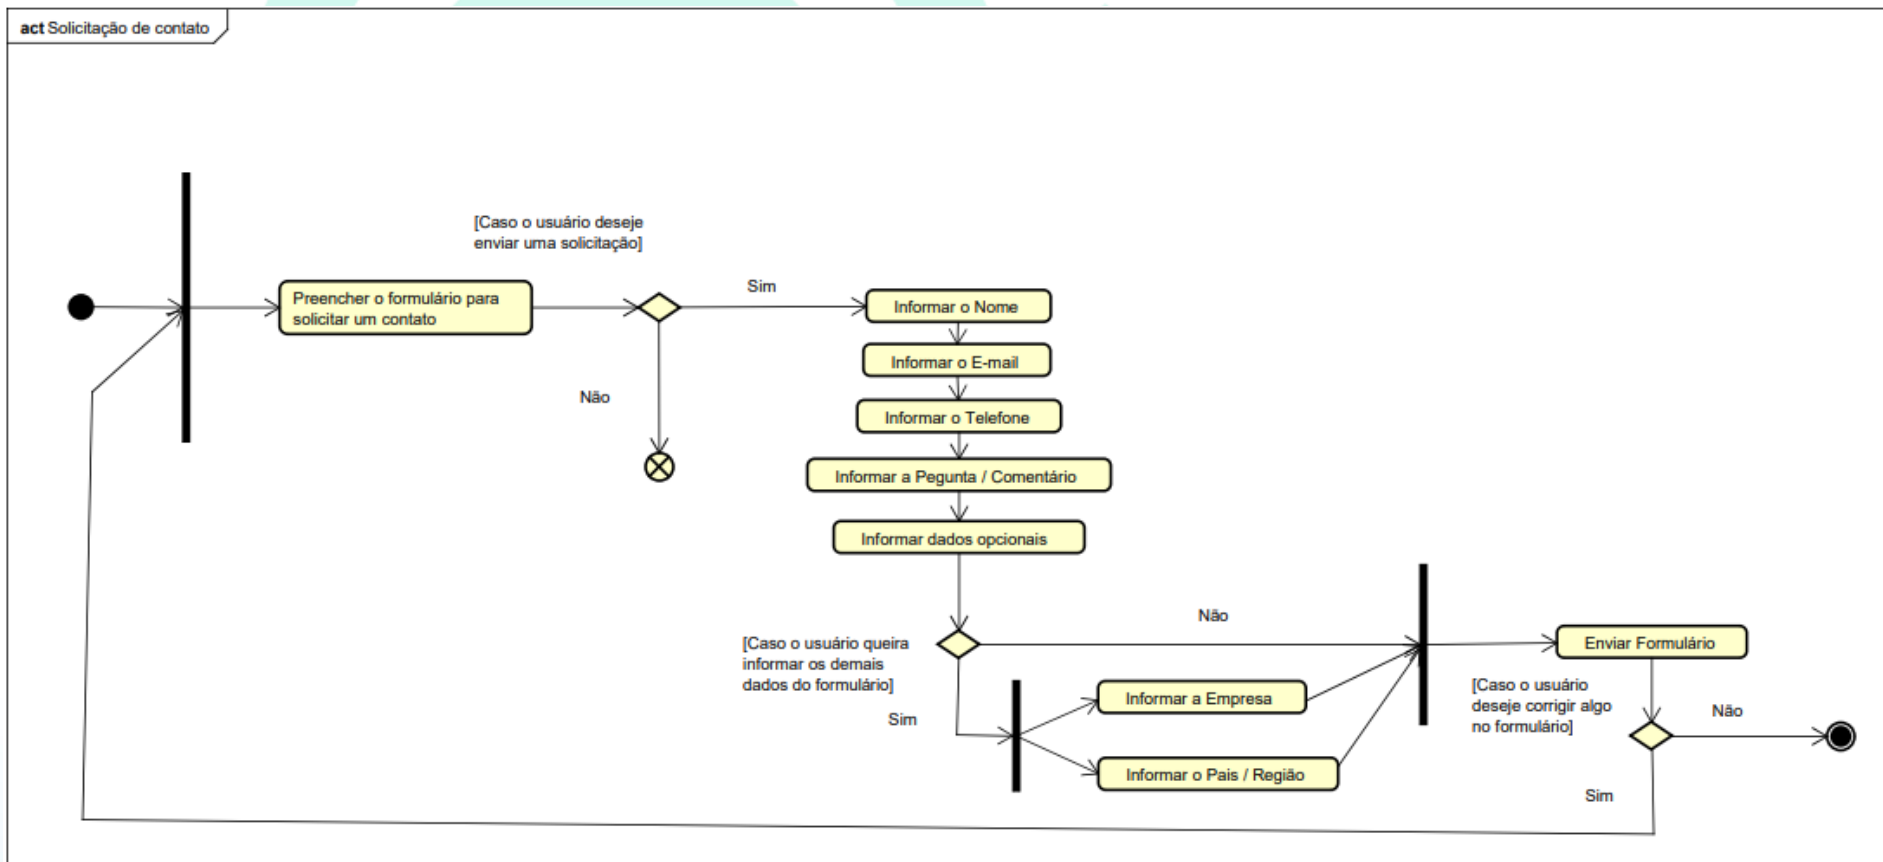 act Solicitação de contato
[Caso o usuário deseje
enviar uma solicitação]
Preencher o formulário para
solicitar um contato
Sim
Não
Informar o Nome
Informar o E-mail
Informar o Telefone
Informar a Pegunta / Comentário
Informar dados opcionais
[Caso o usuário queira
informar os demais
dados do formulário]
Não
Sim
Informar a Empresa
Informar o Pais / Região
Enviar Formulário
[Caso o usuário
deseje corrigir algo
no formulário]
Não
Sim